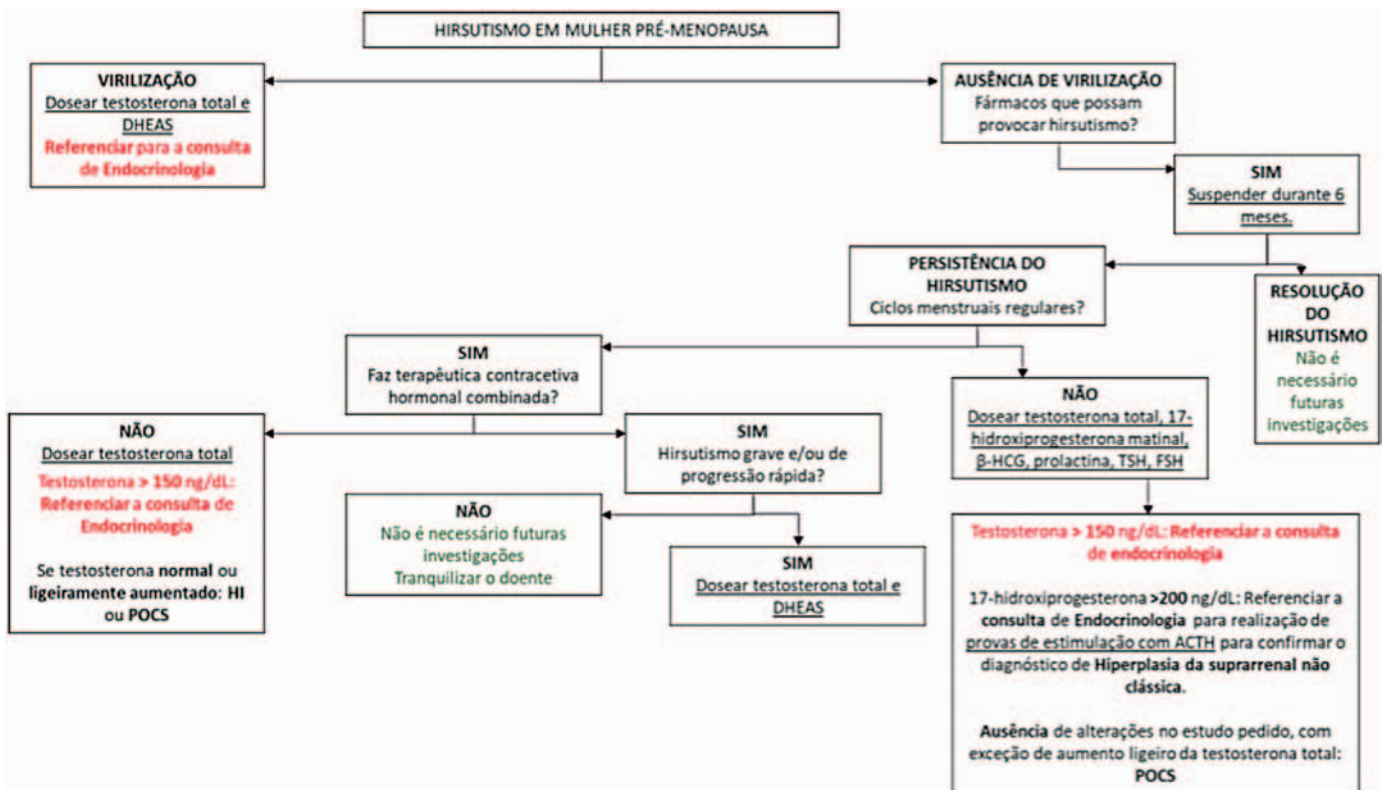 HIRSUTISMO EM MULHER PRÉ-MENOPAUSA
VIRILIZAÇÃO
Dosear testosterona total e
DHEAS
Referenciar para a consulta
de Endocrinologia
AUSÊNCIA DE VIRILIZAÇÃO
Fármacos que possam
provocar hirsutismo?
SIM
Suspender durante 6
meses.
PERSISTÊNCIA DO
HIRSUTISMO
Ciclos menstruais regulares?
RESOLUÇÃO
DO
HIRSUTISMO
Não é
necessário
futuras
investigações
SIM
Faz terapêutica contracetiva
hormonal combinada?
NÃO
Dosear testosterona total, 17-
hidroxiprogesterona matinal,
β-HCG, prolactina, TSH, FSH
NÃO
Dosear testosterona total
Testosterona > 150 ng/dL:
Referenciar a consulta de
Endocrinologia
Se testosterona normal ou
ligeiramente aumentado: HI
ou POCS
SIM
Hirsutismo grave e/ou de
progressão rápida?
NÃO
Não é necessário futuras
investigações
Tranquilizar o doente
SIM
Dosear testosterona total e
DHEAS
Testosterona > 150 ng/dL: Referenciar a consulta
de endocrinologia
17-hidroxiprogesterona >200 ng/dL: Referenciar a
consulta de Endocrinologia para realização de
provas de estimulação com ACTH para confirmar o
diagnóstico de Hiperplasia da suprarrenal não
clássica.
Ausência de alterações no estudo pedido, com
exceção de aumento ligeiro da testosterona total:
POCS